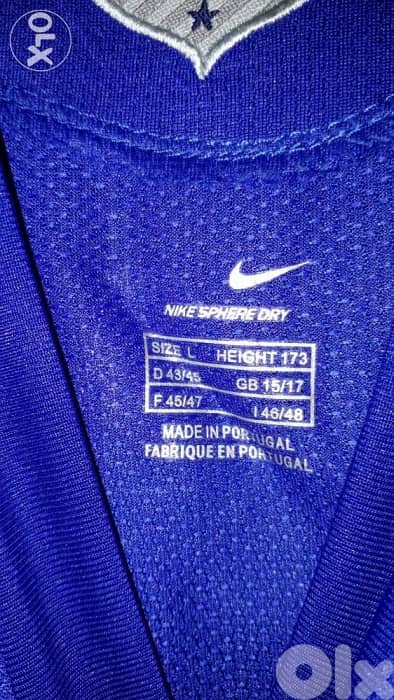 OLX
NIKE SPHERE DRY
SIZE L HEIGHT 173
D 43/45 GB 15/17
F 45/47 I 46/48
MADE IN PORTUGAL
FABRIQUE EN PORTUGAL
Olx